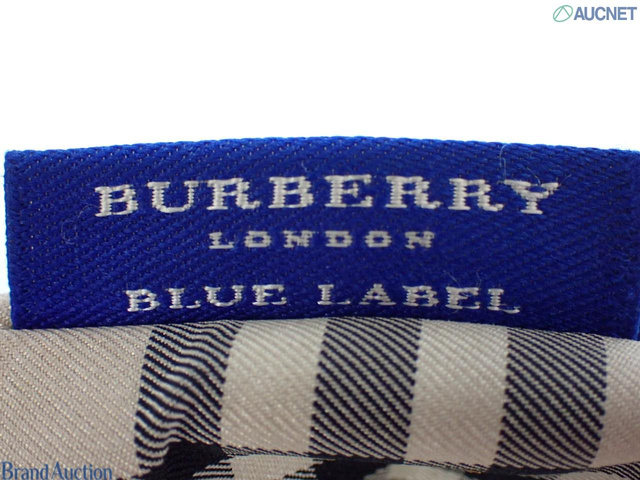 AUCNET
BURBERRY
LONDON
BLUE LABEL
Brand Auction